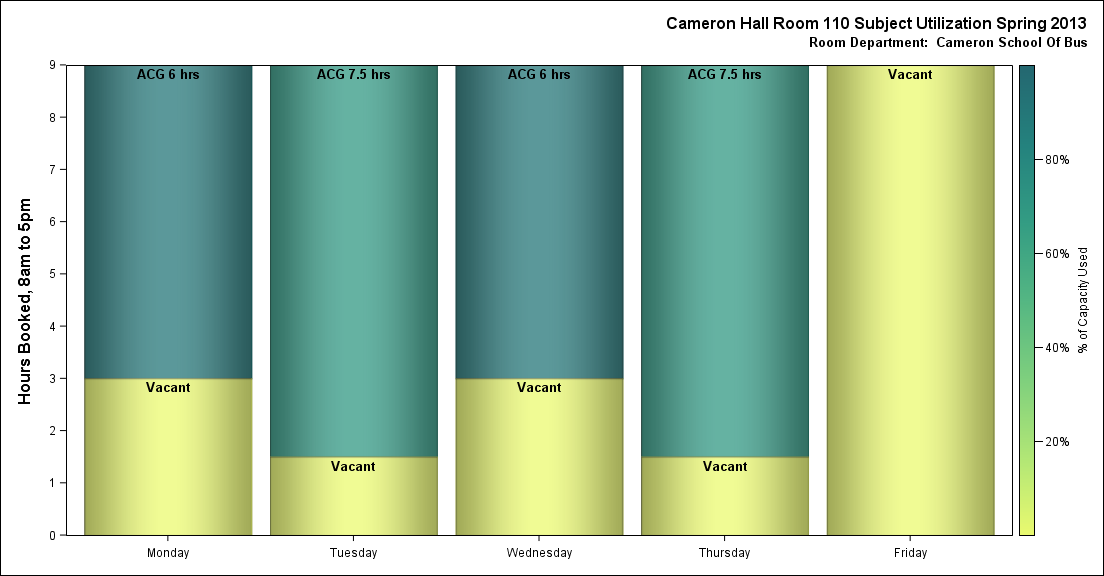 Cameron Hall Room 110 Subject Utilization Spring 2013
Room Department: Cameron School Of Bus
Hours Booked, 8am to 5pm
9
8
7
6
5
4
3
2
1
0
ACG 6 hrs
ACG 7.5 hrs
ACG 6 hrs
ACG 7.5 hrs
Vacant
Vacant
Vacant
Vacant
Vacant
Monday
Tuesday
Wednesday
Thursday
Friday
80%
60%
40%
20%
% of Capacity Used